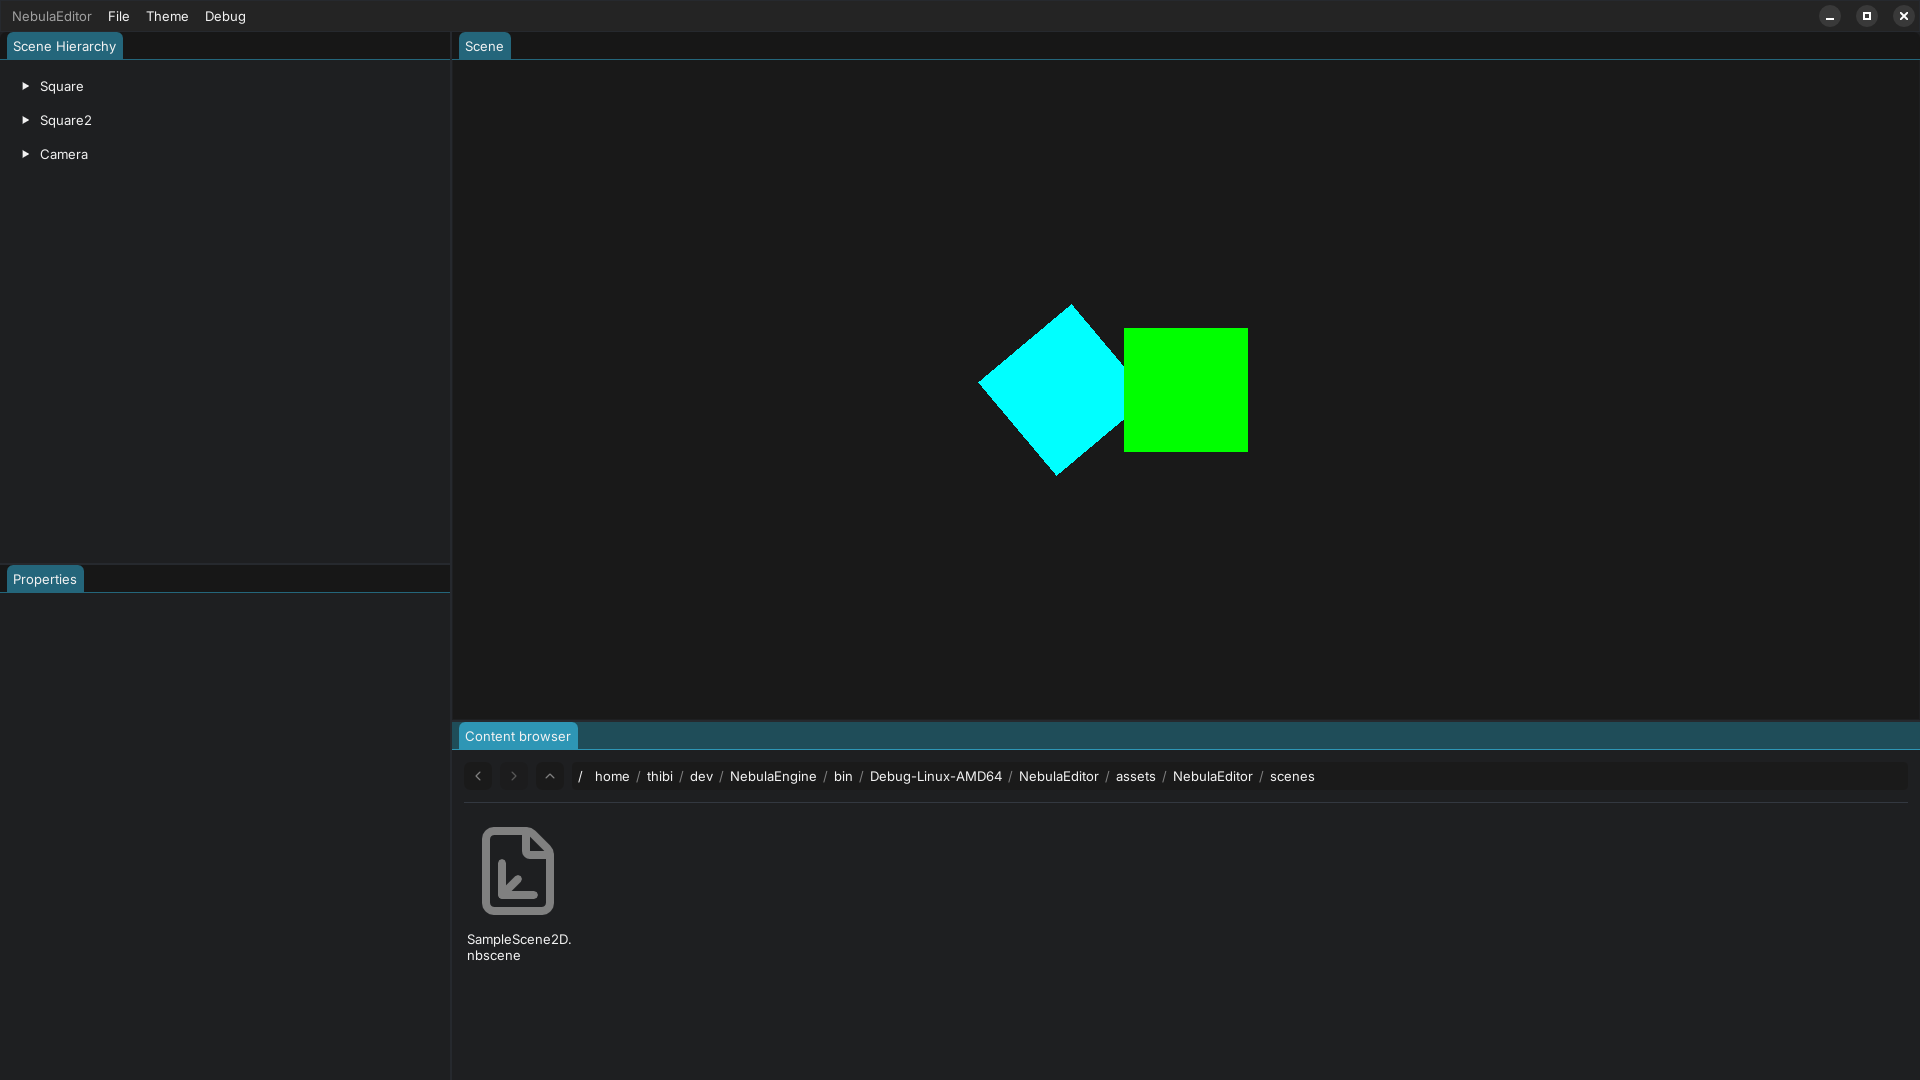 NebulaEditor File Theme Debug
Scene Hierarchy
Square
Square2
Camera
Properties
Scene
Content browser
/ home / thibi / dev / NebulaEngine / bin / Debug-Linux-AMD64 / NebulaEditor / assets / NebulaEditor / scenes
SampleScene2D.
nbscene